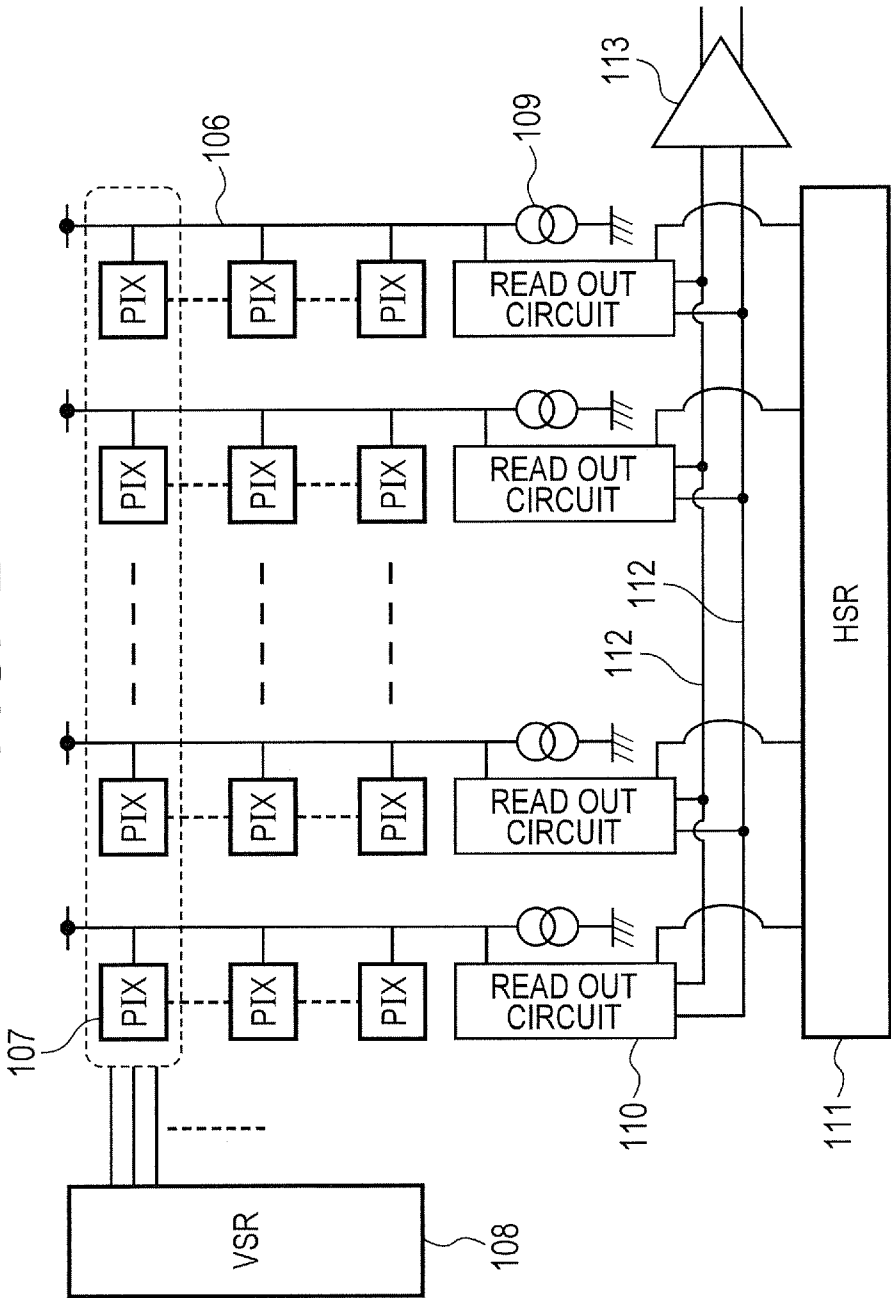 106
107
PIX
PIX
PIX
PIX
PIX
PIX
PIX
PIX
PIX
PIX
PIX
PIX
VSR
108
109
READ OUT
CIRCUIT
READ OUT
CIRCUIT
READ OUT
CIRCUIT
READ OUT
CIRCUIT
110
112
112
113
HSR
111